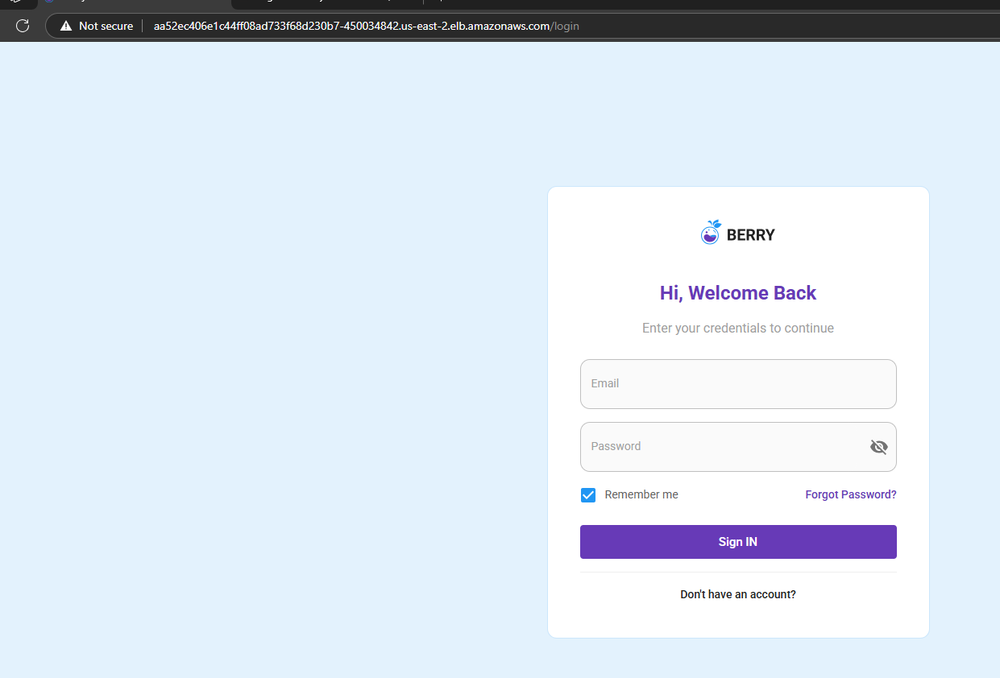 Not secure aa52ec406e1c44ff08ad733f68d230b7-450034842.us-east-2.elb.amazonaws.com/login
BERRY
Hi, Welcome Back
Enter your credentials to continue
Email
Password
Remember me Forgot Password?
Sign IN
Don't have an account?